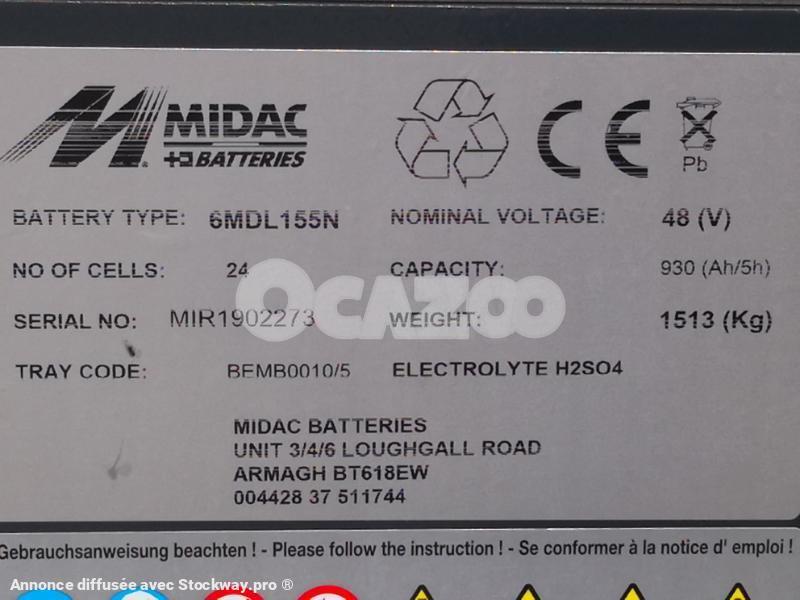 MIDAC
BATTERIES
CE
Pb
BATTERY TYPE: 6MDL155N NOMINAL VOLTAGE: 48 (V)
NO OF CELLS: 24 CAPACITY: 930 (Ah/5h)
SERIAL NO: MIR1902273 WEIGHT: 1513 (Kg)
TRAY CODE: BEMB0010/5 ELECTROLYTE H2SO4
OCAZOO
MIDAC BATTERIES
UNIT 3/4/6 LOUGHGALL ROAD
ARMAGH BT618EW
004428 37 511744
Gebrauchsanweisung beachten ! - Please follow the instruction ! - Se conformer à la notice d' emploi !
Annonce diffusée avec Stockway.pro ®